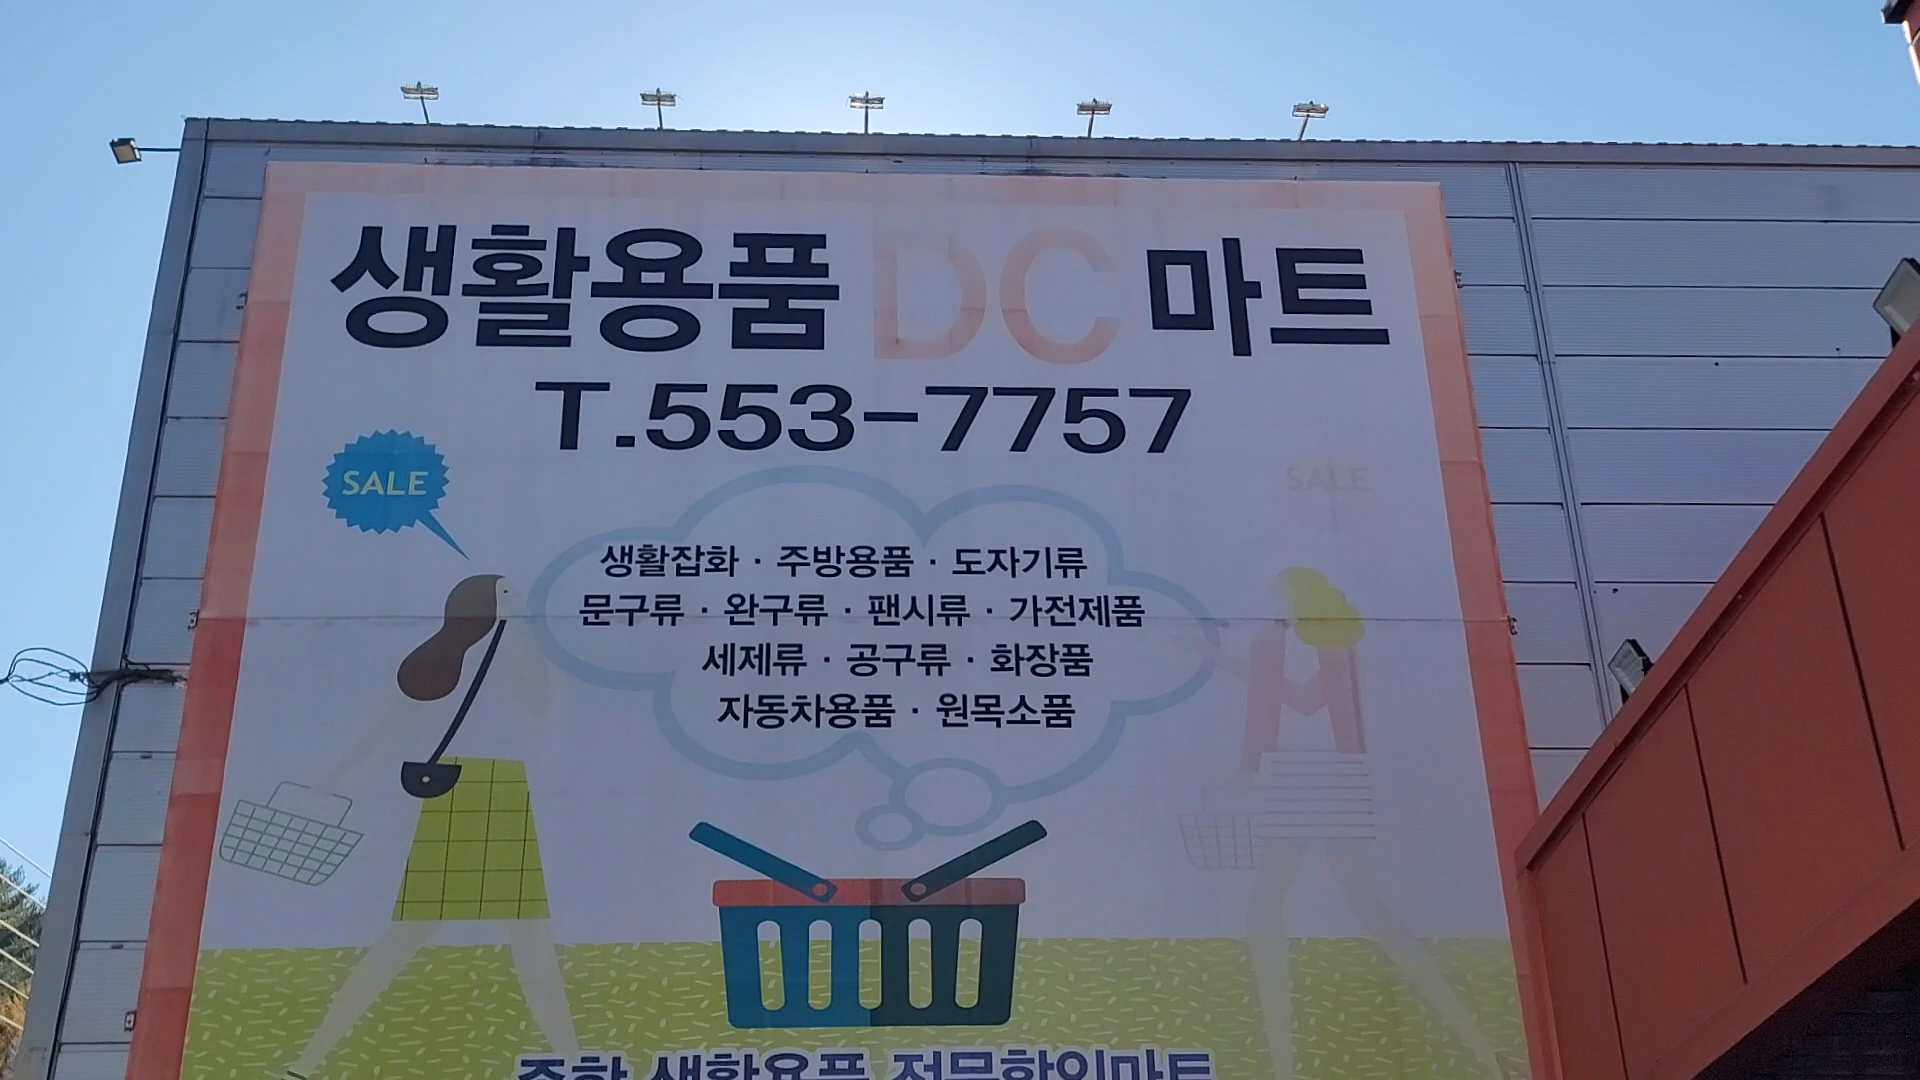 생활용품 DC 마트
T.553-7757
SALE
SALE
생활잡화 · 주방용품 · 도자기류
문구류 · 완구류 · 팬시류 · 가전제품
세제류 · 공구류 · 화장품
자동차용품 · 원목소품
생활용품 전문할인마트